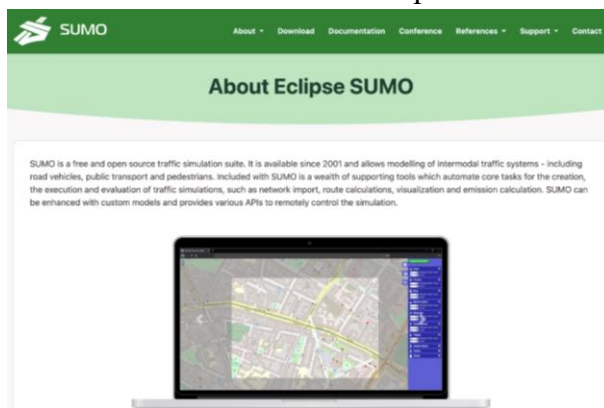 SUMO
About Download Documentation Conference References Support Contact
About Eclipse SUMO
SUMO is a free and open source traffic simulation suite. It is available since 2001 and allows modelling of intermodal traffic systems - including
road vehicles, public transport and pedestrians. Included with SUMO is a wealth of supporting tools which automate core tasks for the creation,
the execution and evaluation of traffic simulations, such as network import, route calculations, visualization and emission calculation. SUMO can
be enhanced with custom models and provides various APIs to remotely control the simulation.